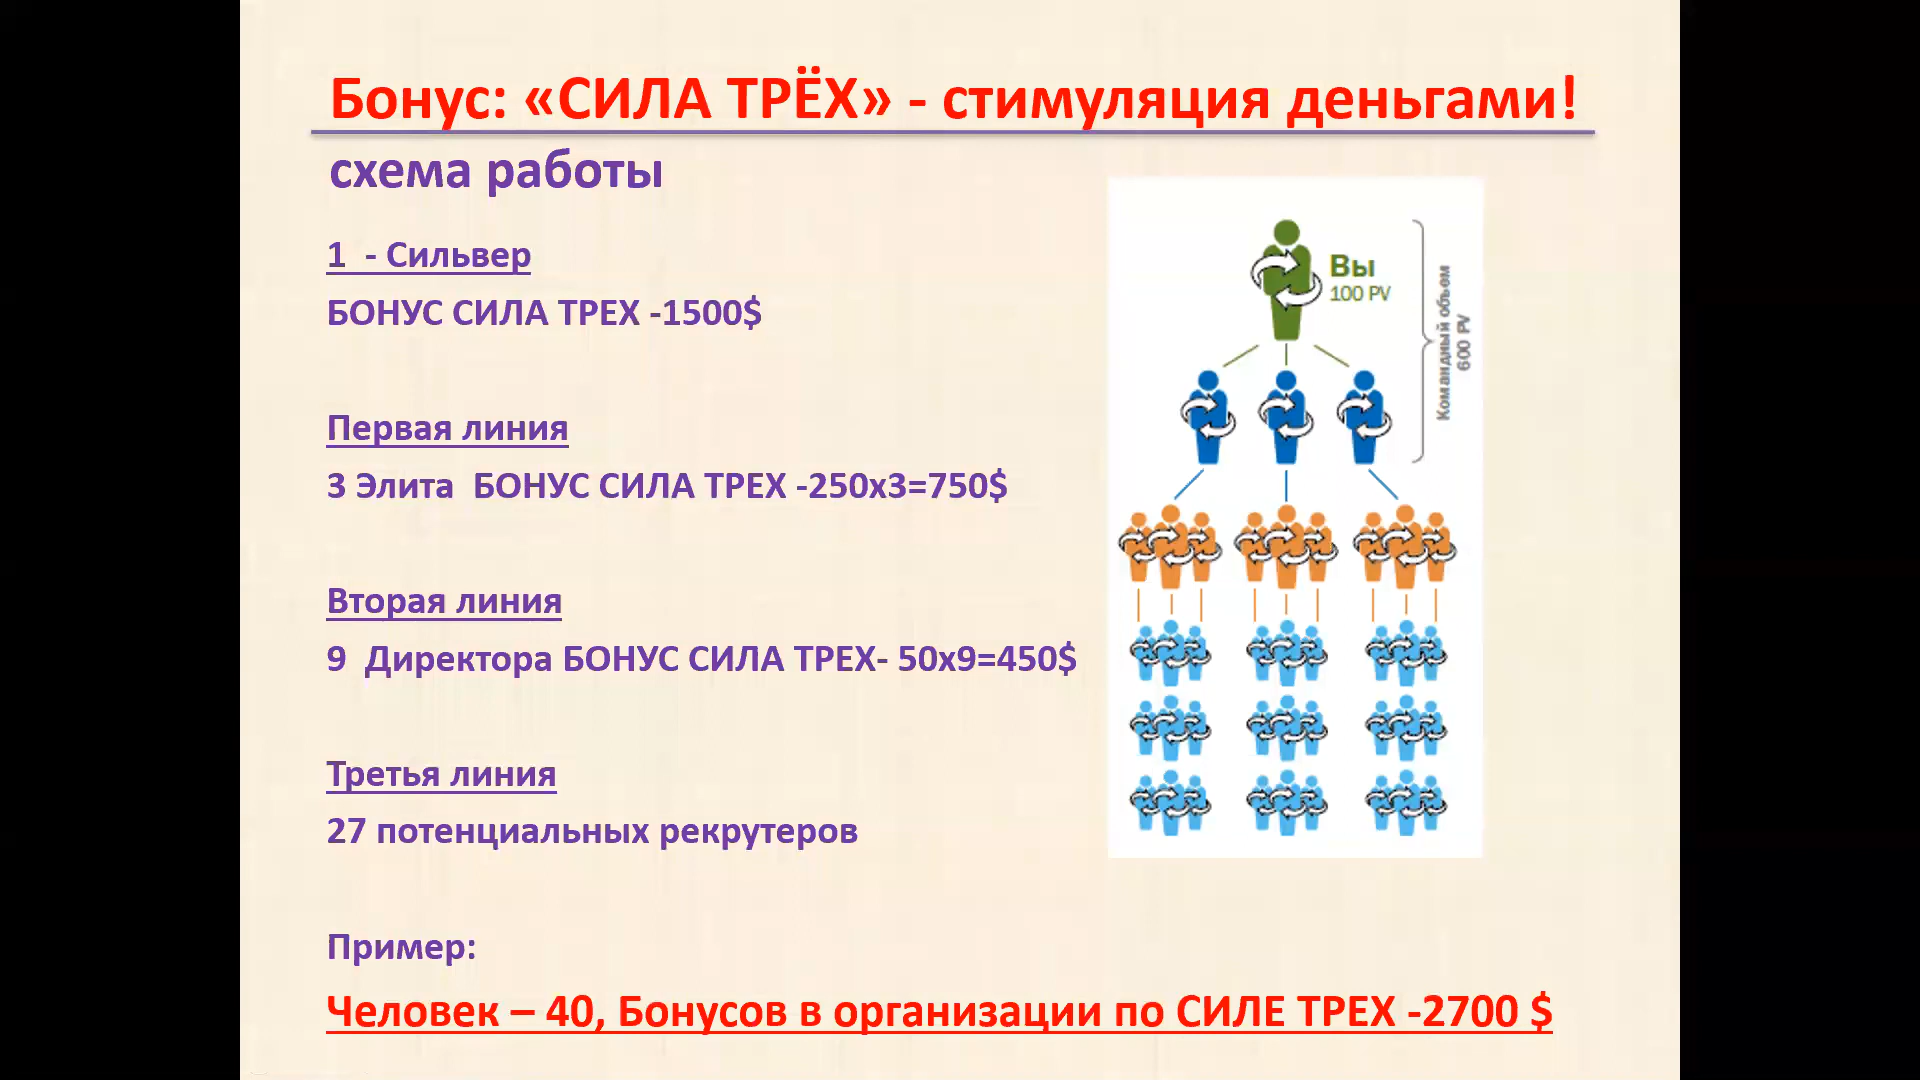 Бонус: «СИЛА ТРЁХ» - стимуляция деньгами!
схема работы
1 - Сильвер
БОНУС СИЛА ТРЕХ -1500$
Первая линия
3 Элита БОНУС СИЛА ТРЕХ -250х3=750$
Вторая линия
9 Директора БОНУС СИЛА ТРЕХ- 50х9=450$
Третья линия
27 потенциальных рекрутеров
Пример:
Человек – 40, Бонусов в организации по СИЛЕ ТРЕХ -2700 $
Вы
100 PV
Командный объем
600 PV